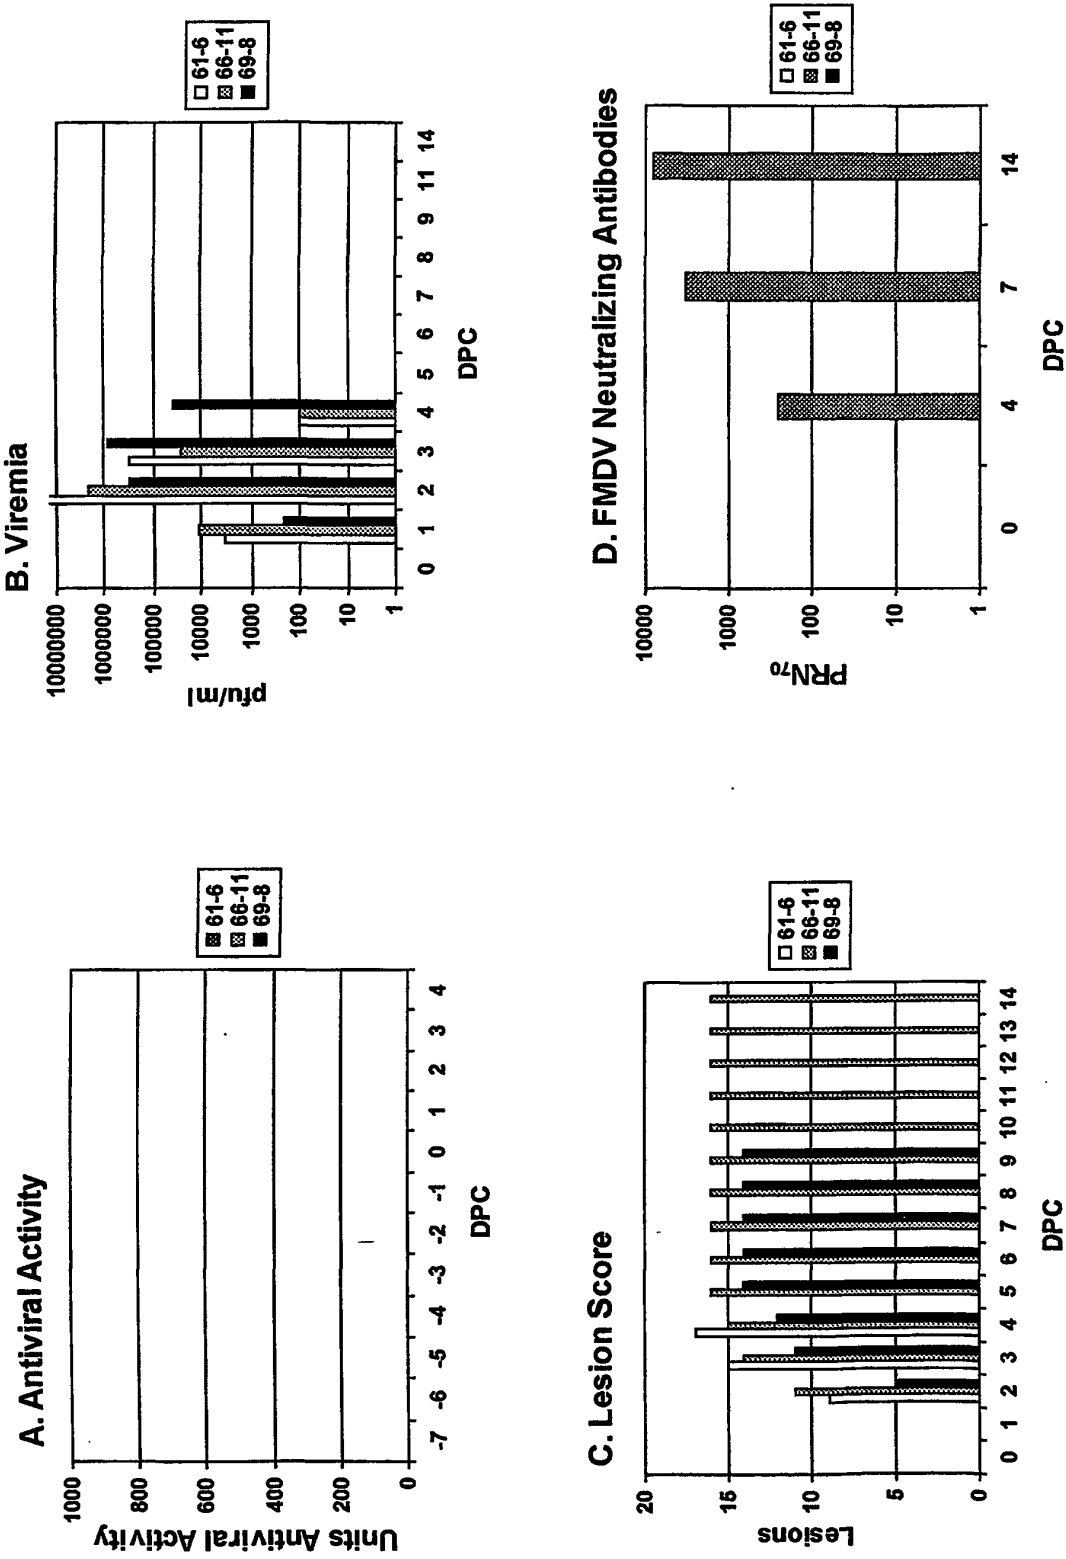 A. Antiviral Activity
Units Antiviral Activity
1000
800
600
400
200
0
-7 -6 -5 -4 -3 -2 -1 0 1 2 3 4
DPC
61-6
66-11
69-8
B. Viremia
pfu/ml
10000000
1000000
100000
10000
1000
100
10
1
0 1 2 3 4 5 6 7 8 9 11 14
DPC
61-6
66-11
69-8
C. Lesion Score
Lesions
20
15
10
5
0
0 1 2 3 4 5 6 7 8 9 10 11 12 13 14
DPC
61-6
66-11
69-8
D. FMDV Neutralizing Antibodies
PRN₇₀
10000
1000
100
10
1
0 4 7 14
DPC
61-6
66-11
69-8